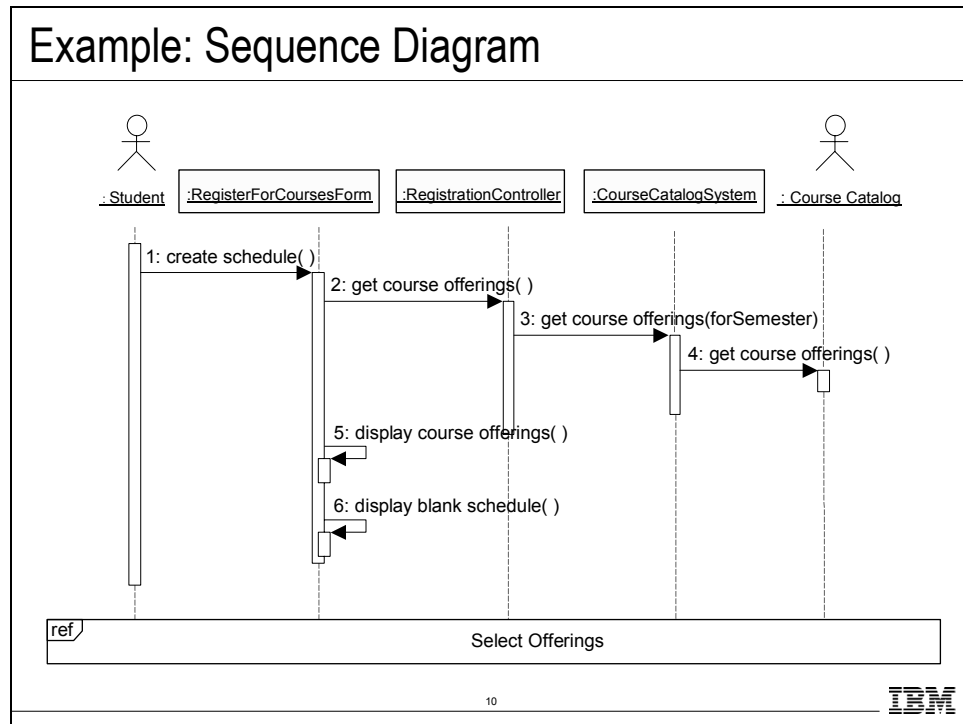 Example: Sequence Diagram
: Student
:RegisterForCoursesForm
:RegistrationController
:CourseCatalogSystem
: Course Catalog
1: create schedule( )
2: get course offerings( )
3: get course offerings(forSemester)
4: get course offerings( )
5: display course offerings( )
6: display blank schedule( )
ref
Select Offerings
10
IBM